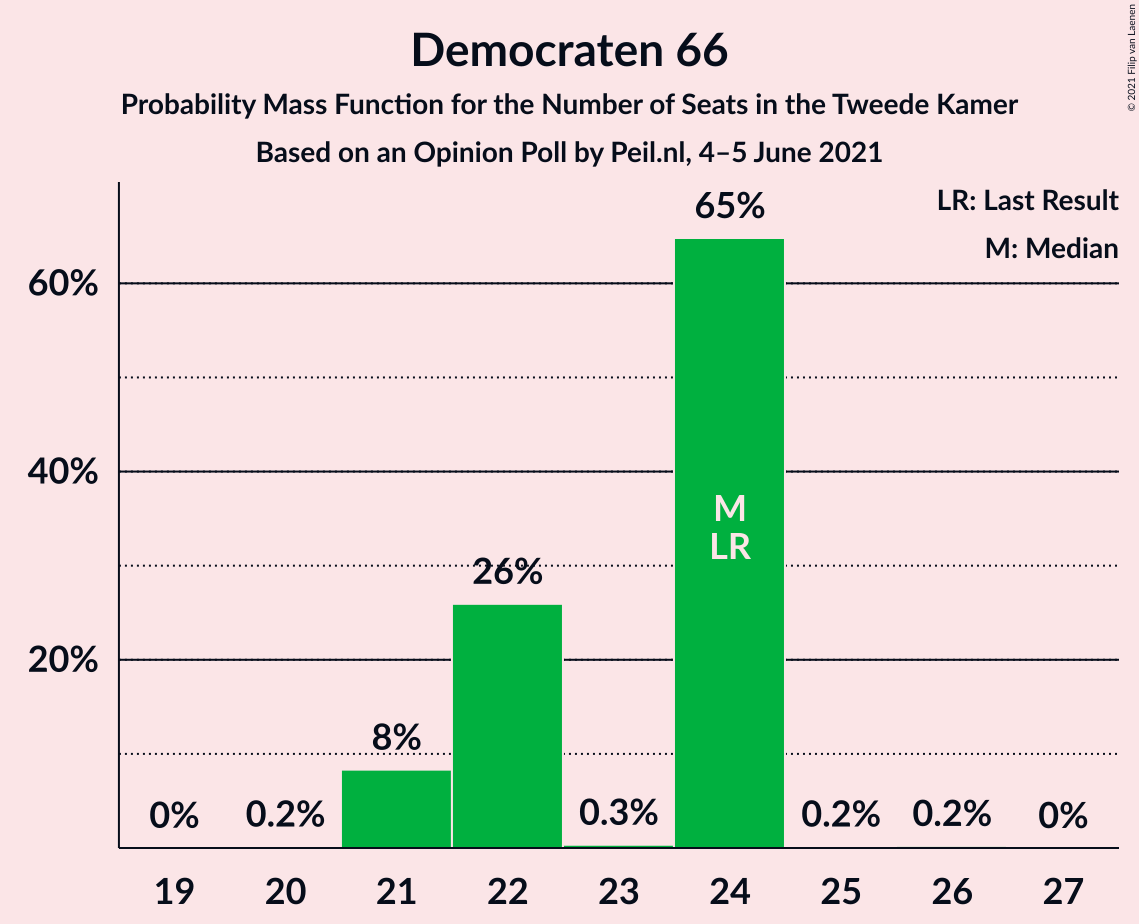 Democraten 66
Probability Mass Function for the Number of Seats in the Tweede Kamer
Based on an Opinion Poll by Peil.nl, 4–5 June 2021
© 2021 Filip van Laenen
LR: Last Result
M: Median
60%
40%
20%
0%
0.2%
8%
26%
0.3%
65%
0.2%
0.2%
0%
M
LR
19 20 21 22 23 24 25 26 27